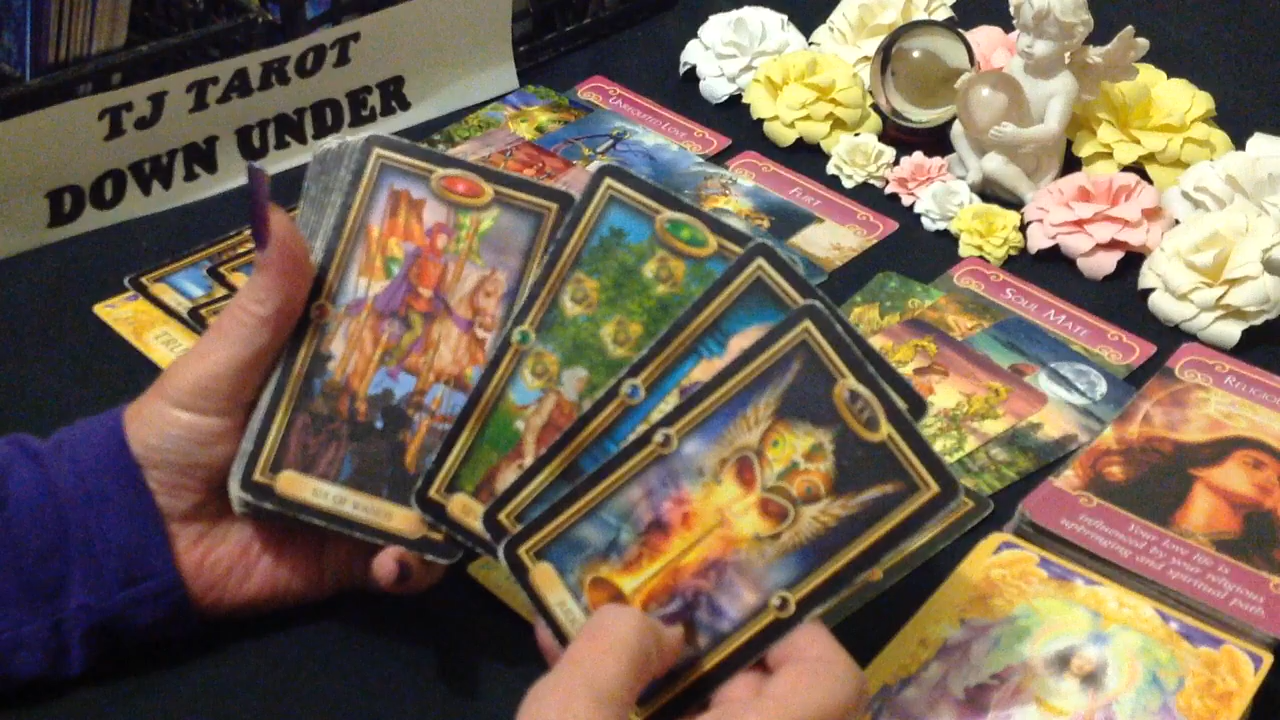 TJ TAROT
DOWN UNDER
UNREQUITED LOVE
FLIRT
SOUL MATE
SIX OF WANDS
Your love life is
influenced by your religious
upbringing and spiritual path.